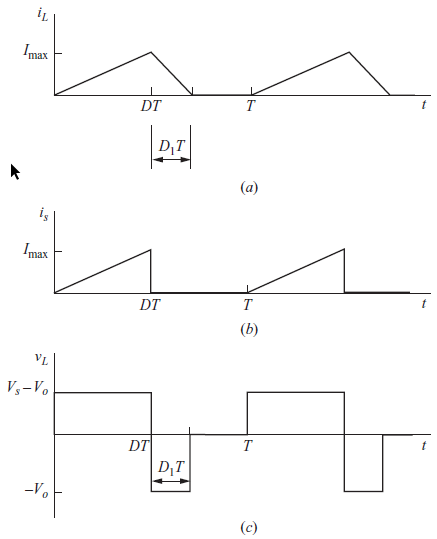 i_L
I_max
DT T t
D_1T
(a)
i_s
I_max
DT T t
(b)
v_L
V_s – V_o
DT T t
D_1T
–V_o
(c)